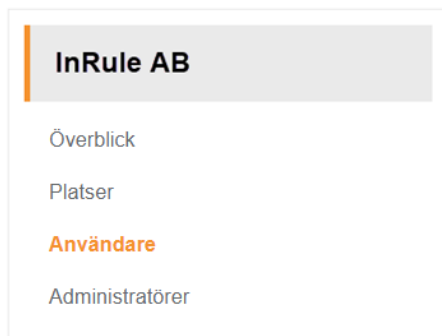 InRule AB
Överblick
Platser
Användare
Administratörer